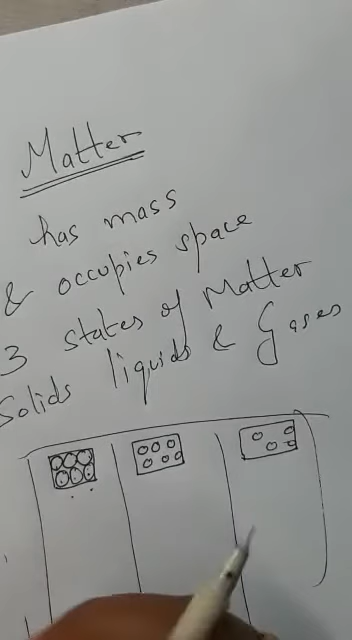 Matter
has mass
& occupies space
3 states of Matter
Solids liquids & Gases